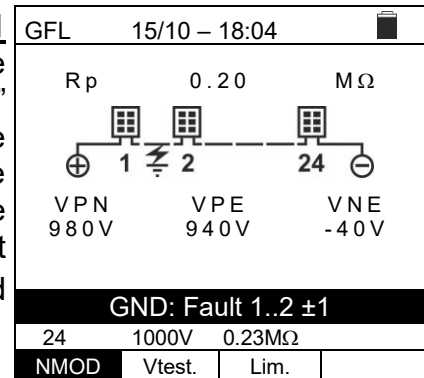 GFL 15/10 – 18:04
Rp 0.20 MΩ
1 2 24
VPN VPE VNE
980V 940V -40V
GND: Fault 1..2 ±1
24 1000V 0.23MΩ
NMOD Vtest. Lim.